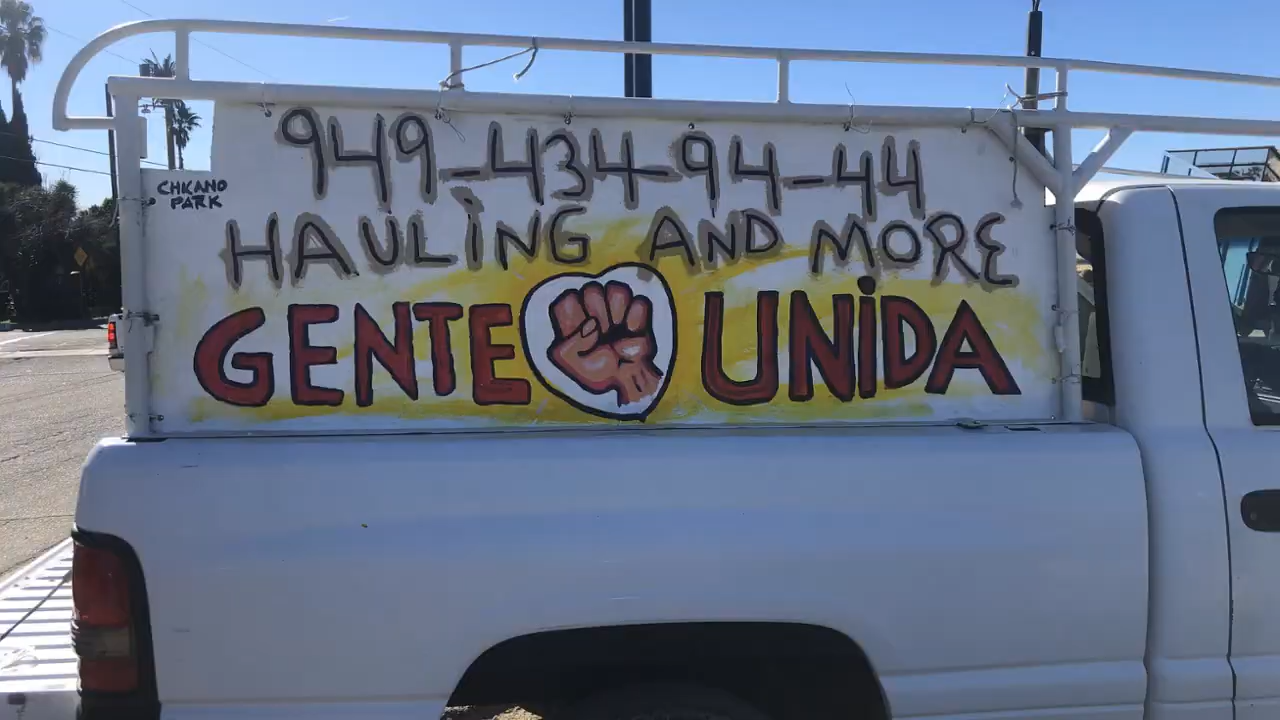 949-434-94-44
CHICANO
PARK
HAULiNG AND MORE
GENTE UNiDA